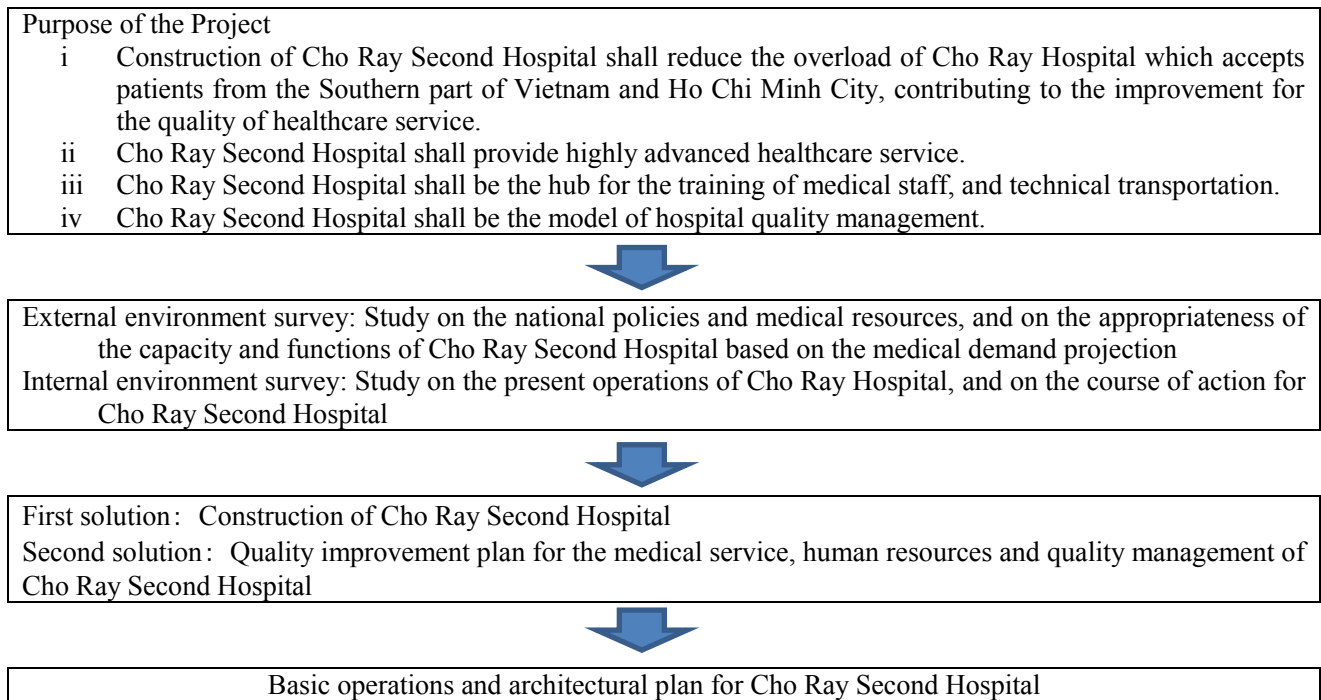 Purpose of the Project
i Construction of Cho Ray Second Hospital shall reduce the overload of Cho Ray Hospital which accepts
patients from the Southern part of Vietnam and Ho Chi Minh City, contributing to the improvement for
the quality of healthcare service.
ii Cho Ray Second Hospital shall provide highly advanced healthcare service.
iii Cho Ray Second Hospital shall be the hub for the training of medical staff, and technical transportation.
iv Cho Ray Second Hospital shall be the model of hospital quality management.
External environment survey: Study on the national policies and medical resources, and on the appropriateness of
the capacity and functions of Cho Ray Second Hospital based on the medical demand projection
Internal environment survey: Study on the present operations of Cho Ray Hospital, and on the course of action for
Cho Ray Second Hospital
First solution: Construction of Cho Ray Second Hospital
Second solution: Quality improvement plan for the medical service, human resources and quality management of
Cho Ray Second Hospital
Basic operations and architectural plan for Cho Ray Second Hospital